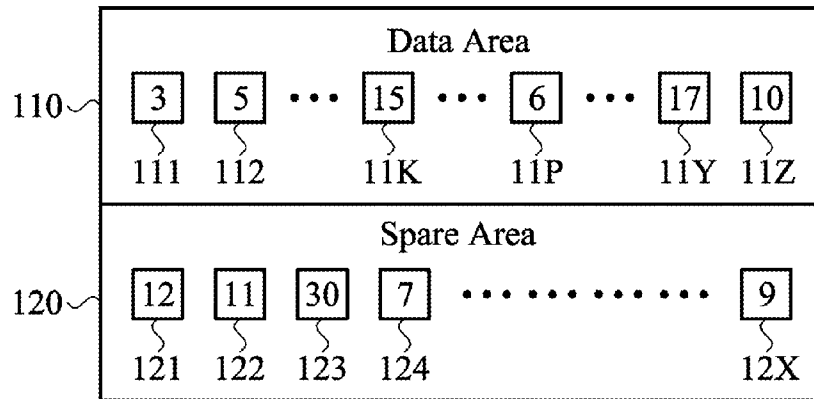 Data Area
3 5 ••• 15 ••• 6 ••• 17 10
110
111 112 11K 11P 11Y 11Z
Spare Area
12 11 30 7 ••• ••• ••• ••• 9
120
121 122 123 124 12X